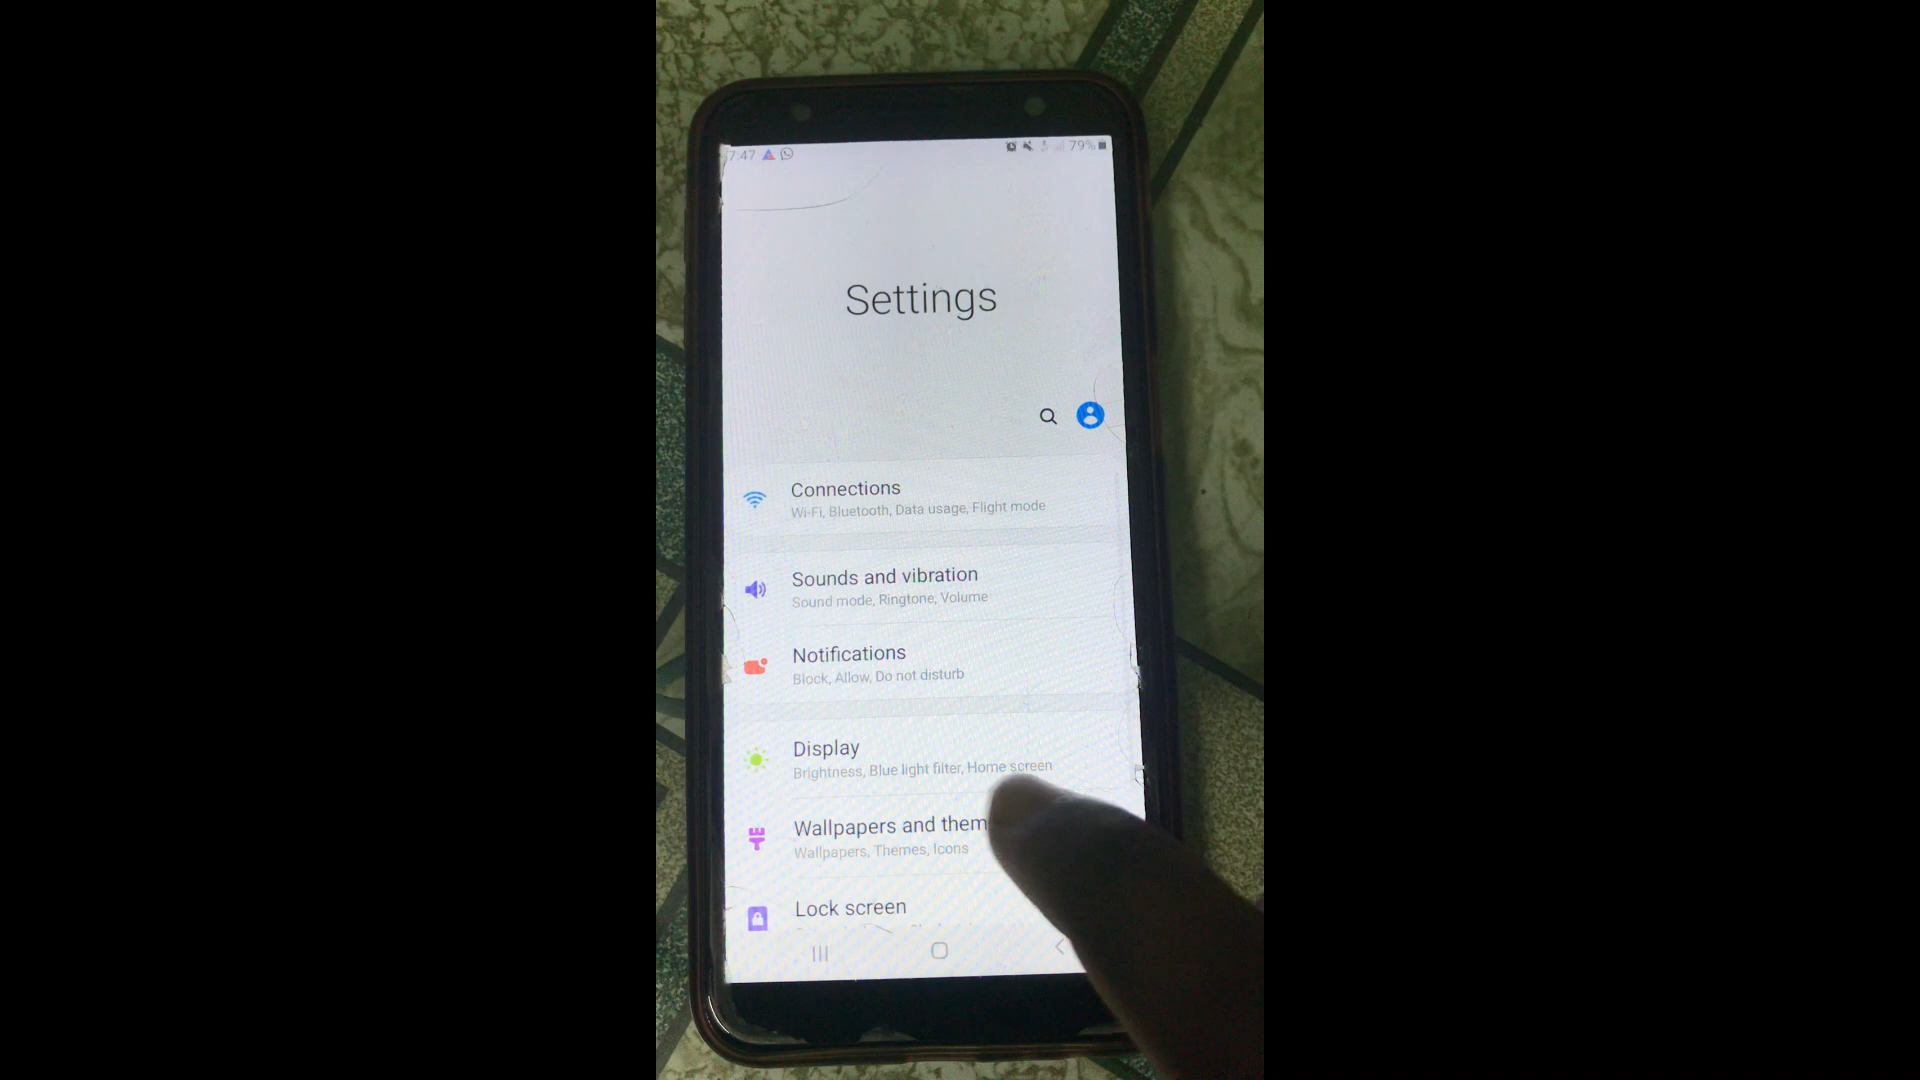 7:47 79%
Settings
Connections
Wi-Fi, Bluetooth, Data usage, Flight mode
Sounds and vibration
Sound mode, Ringtone, Volume
Notifications
Block, Allow, Do not disturb
Display
Brightness, Blue light filter, Home screen
Wallpapers and them
Wallpapers, Themes, Icons
Lock screen